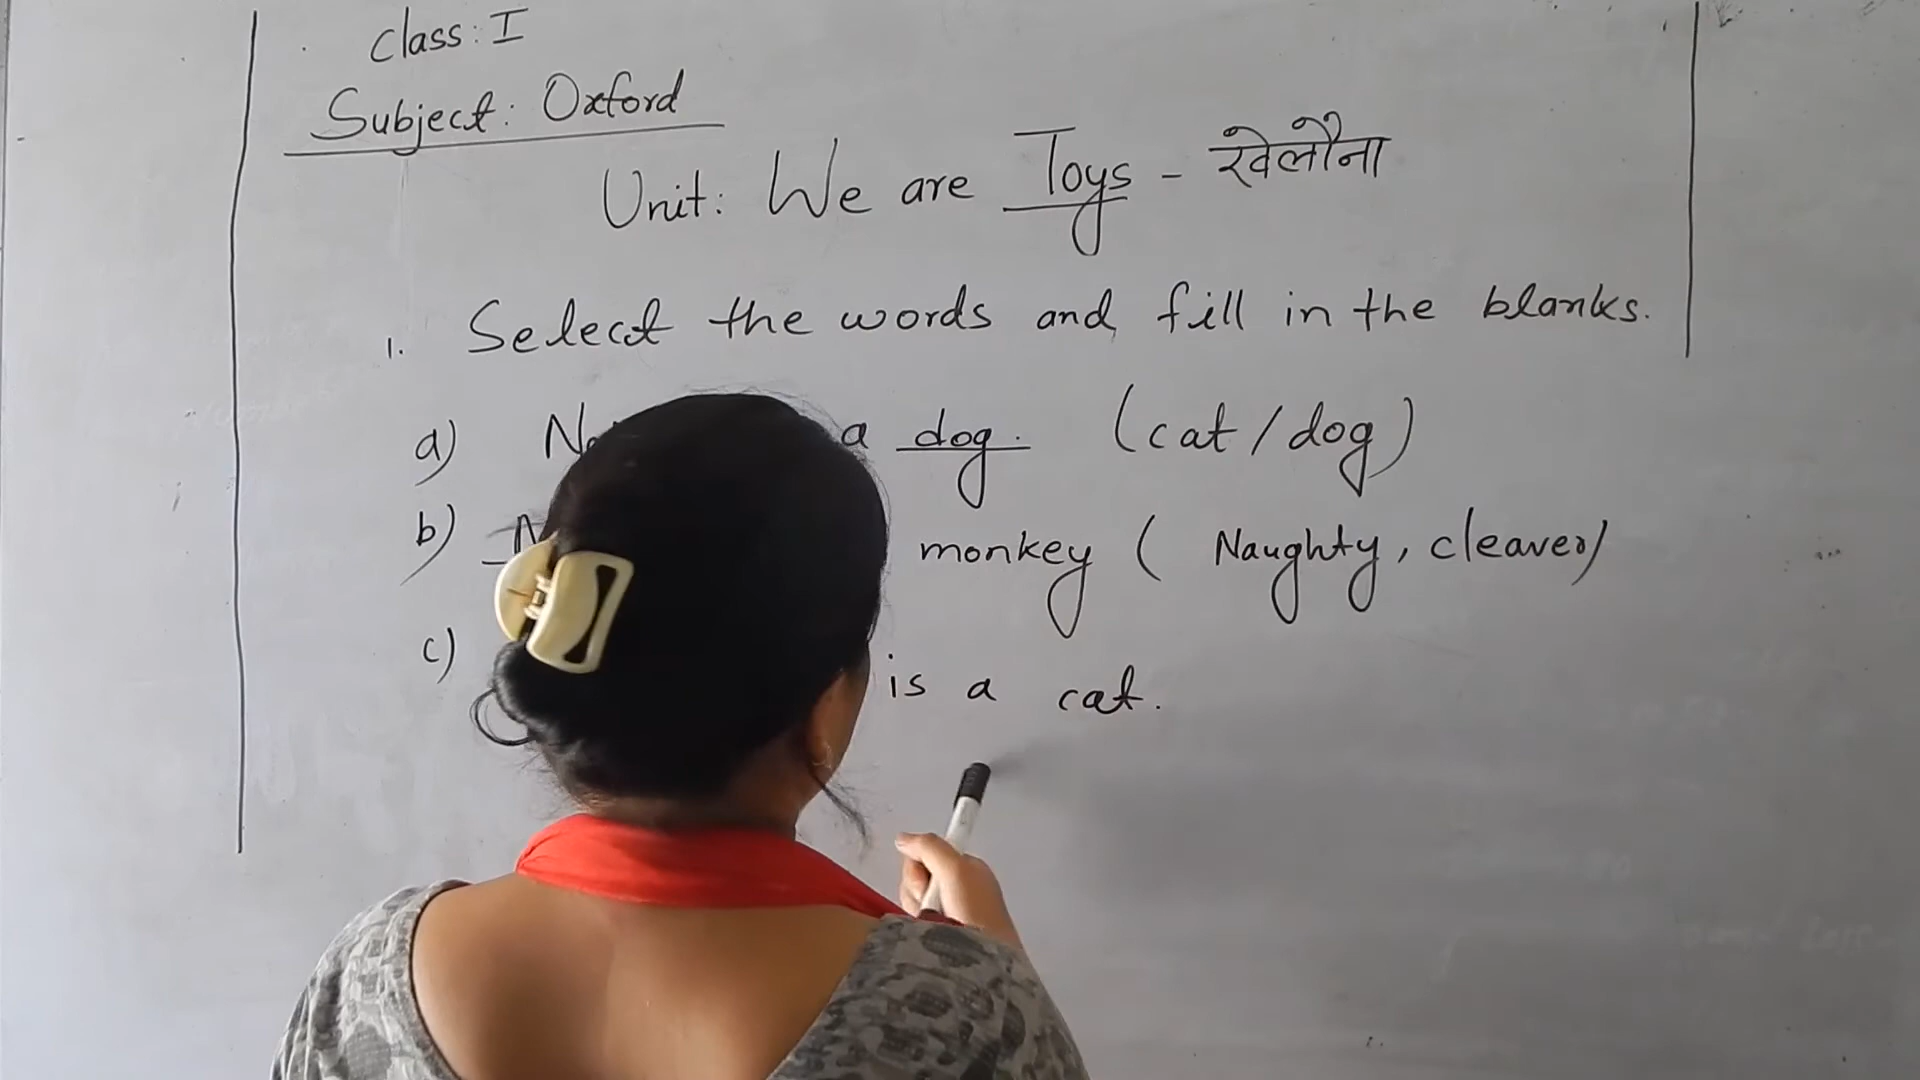 Class: I
Subject: Oxford
Unit: We are Toys - खेलौना
1. Select the words and fill in the blanks.
a) a dog. (cat/dog)
b) monkey ( Naughty, cleaver)
c) is a cat.